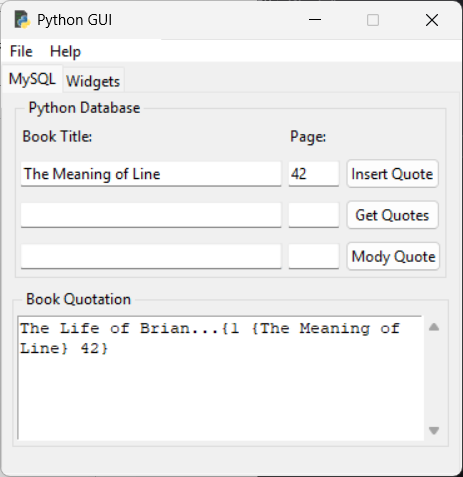 Python GUI
File Help
MySQL Widgets
Python Database
Book Title: Page:
The Meaning of Line 42 Insert Quote
Get Quotes
Mody Quote
Book Quotation
The Life of Brian...{1 {The Meaning of
Line} 42}